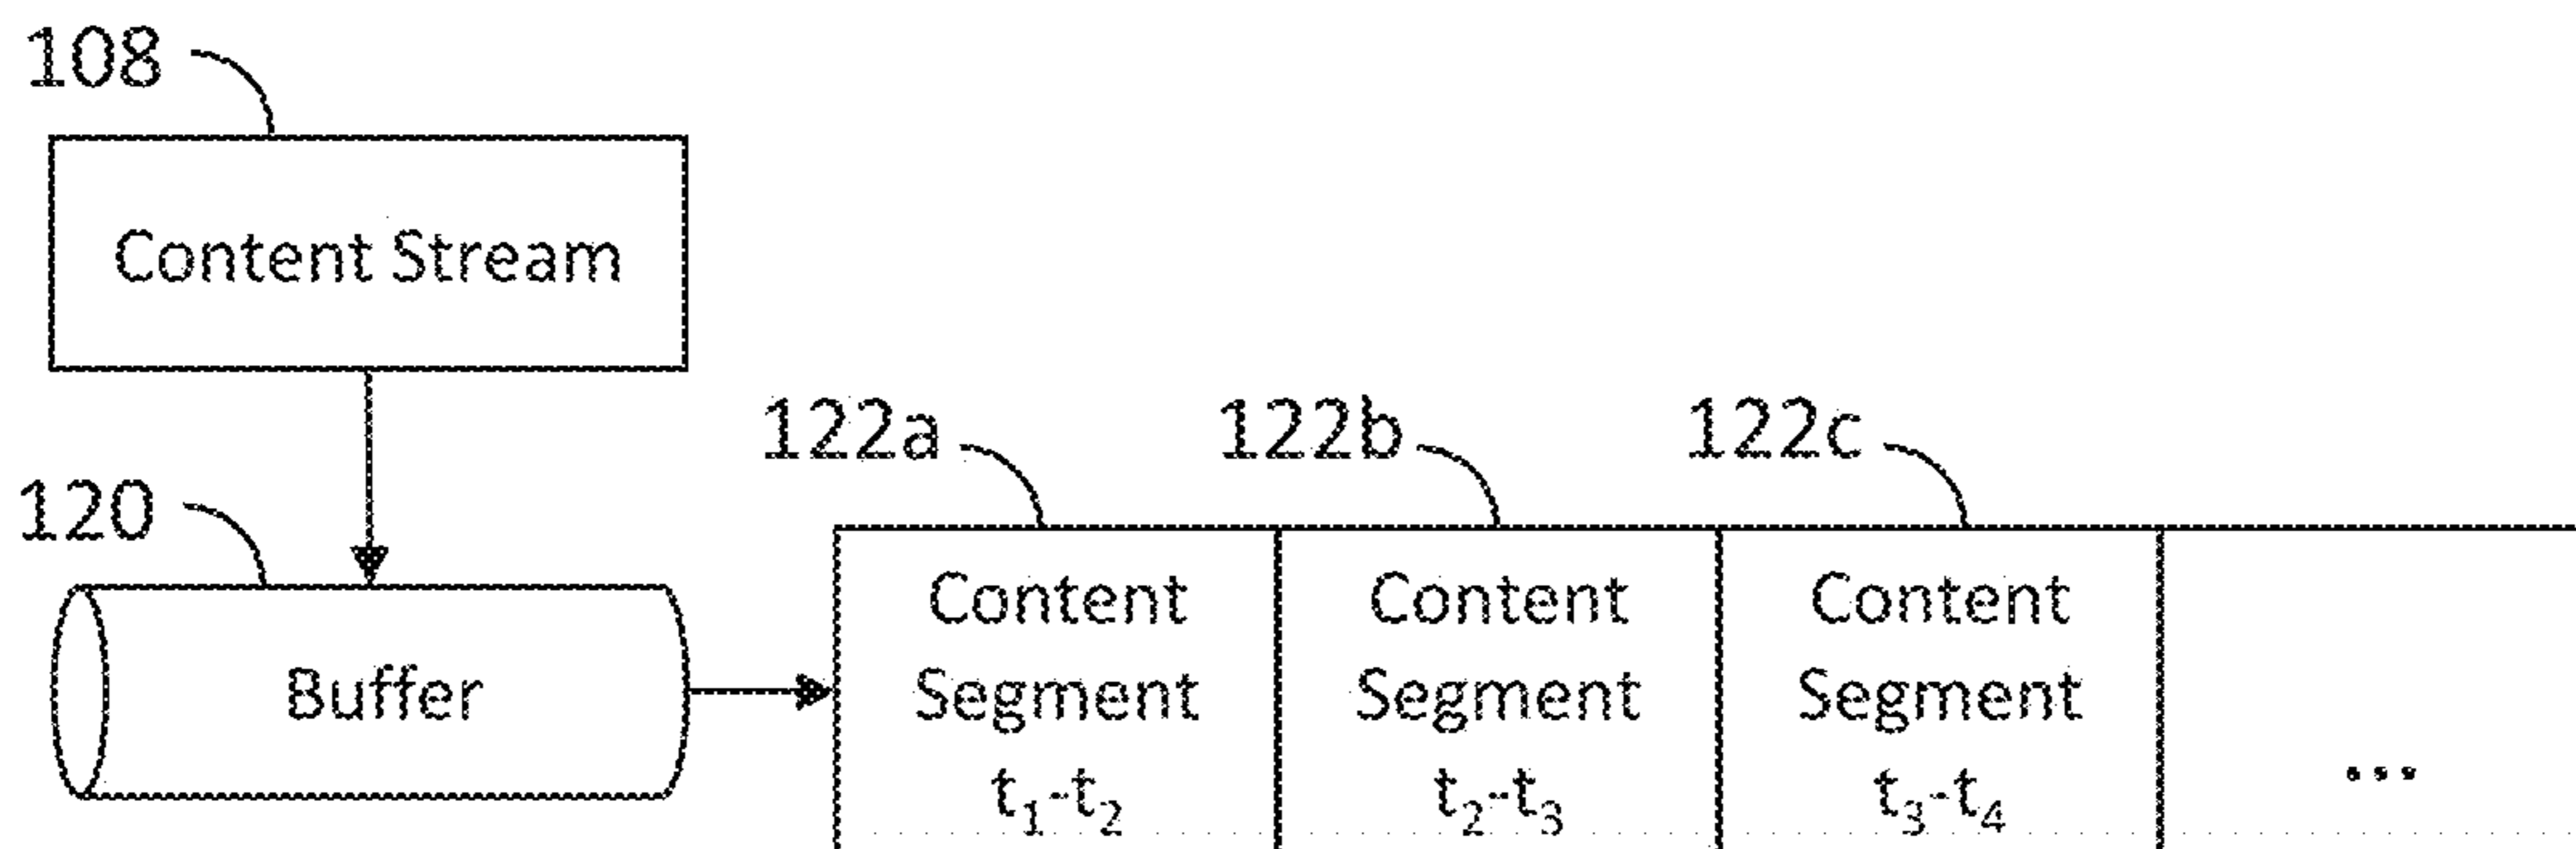 108
Content Stream
122a
122b
122c
120
Buffer
Content
Segment
t₁-t₂
Content
Segment
t₂-t₃
Content
Segment
t₃-t₄
...